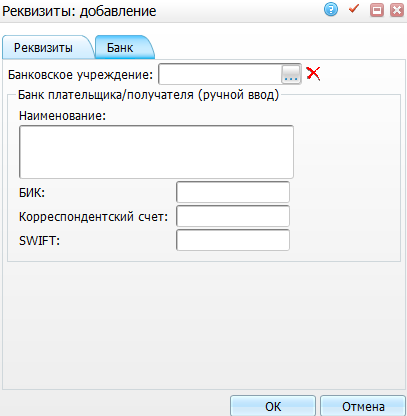 Реквизиты: добавление
Реквизиты Банк
Банковское учреждение: ...
Банк плательщика/получателя (ручной ввод)
Наименование:
БИК:
Корреспондентский счет:
SWIFT:
ОК Отмена